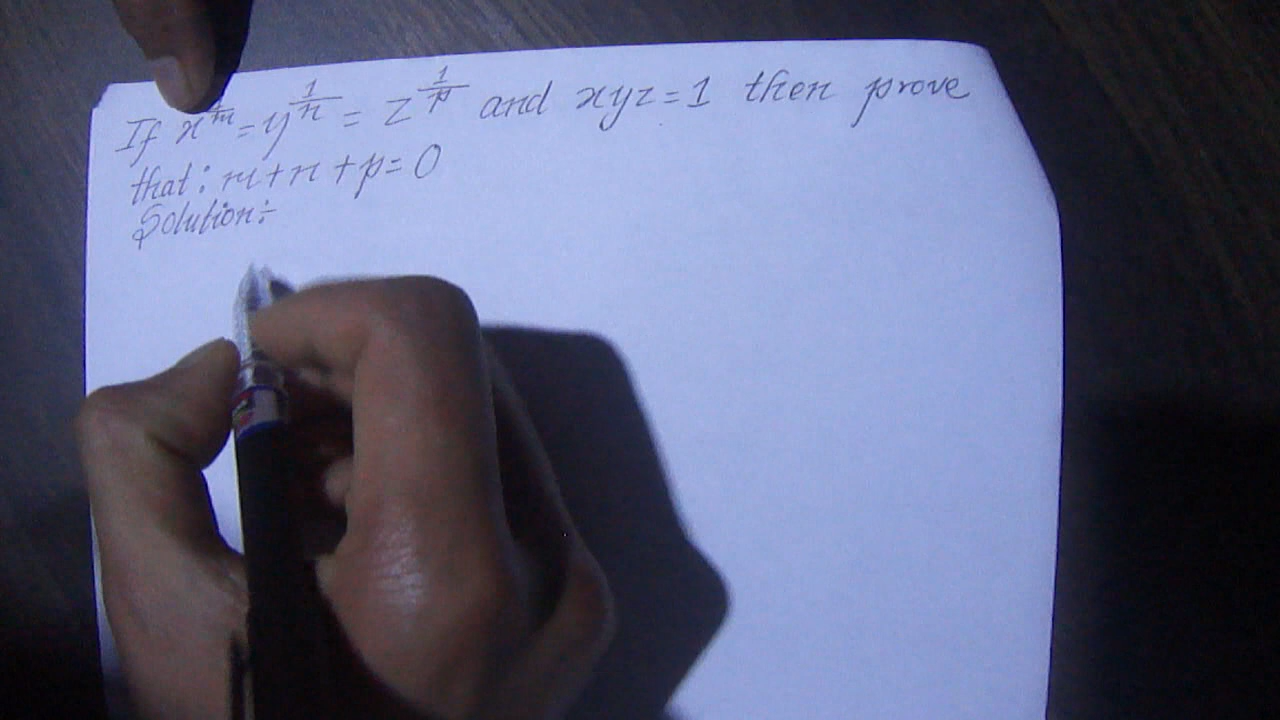 If x^{1/m} = y^{1/n} = z^{1/p} and xyz = 1 then prove
that : m + n + p = 0
Solution :-